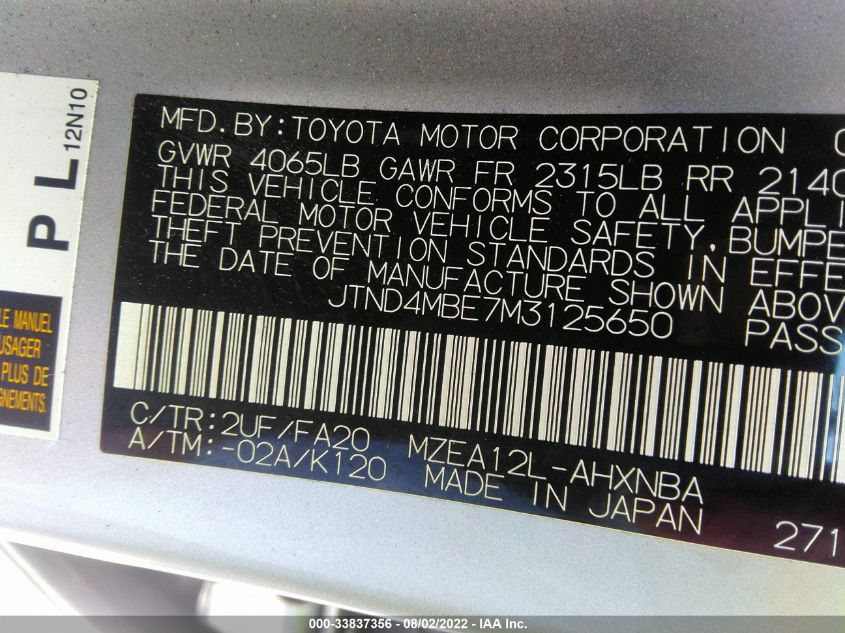 P L 12N10
LE MANUEL
USAGER
PLUS DE
GNEMENTS.
MFD.BY:TOYOTA MOTOR CORPORATION
GVWR 4065LB GAWR FR 2315LB RR 2140
THIS VEHICLE CONFORMS TO ALL APPLI
FEDERAL MOTOR VEHICLE SAFETY, BUMPE
THEFT PREVENTION STANDARDS IN EFFE
THE DATE OF MANUFACTURE SHOWN ABOV
JTND4MBE7M3125650 PASS
C/TR:2UF/FA20 MZEA12L-AHXNBA
A/TM:-02A/K120 MADE IN JAPAN 271
000-33837356 - 08/02/2022 - IAA Inc.